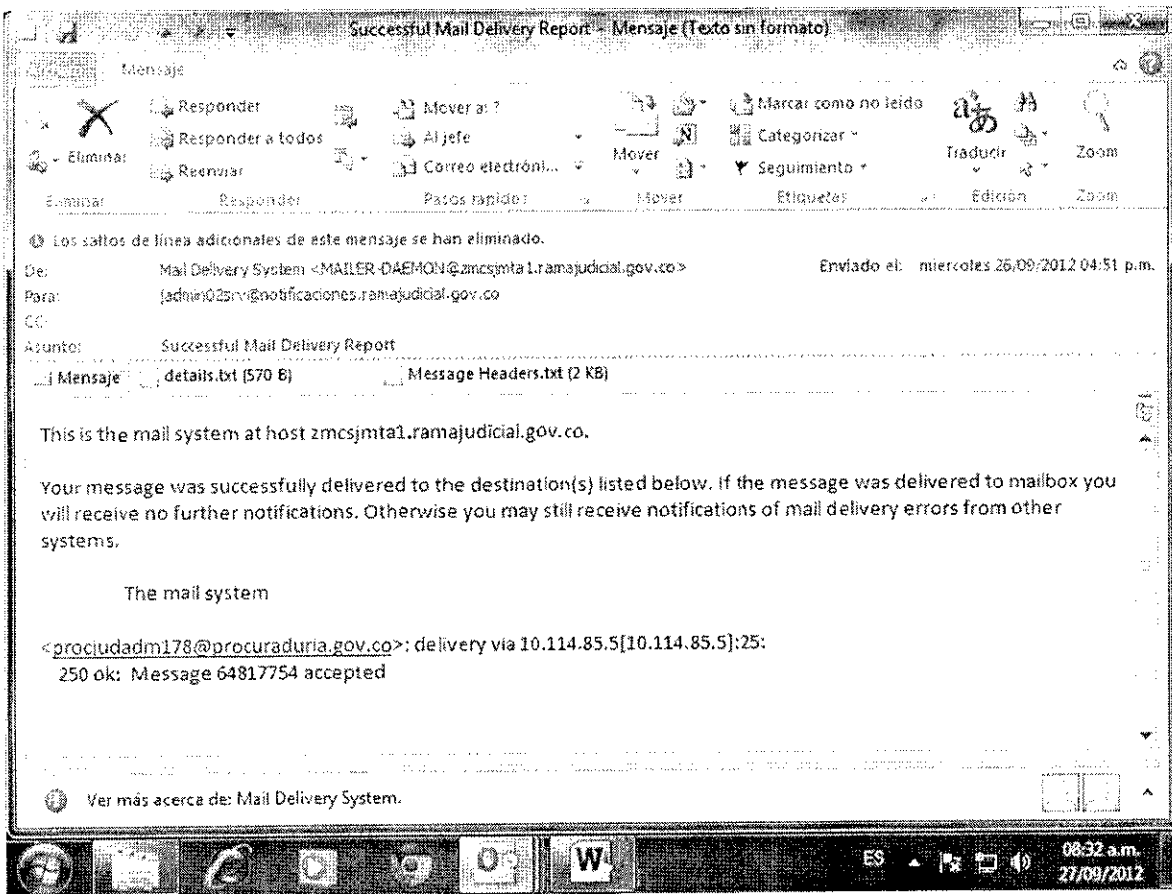 Successful Mail Delivery Report - Mensaje (Texto sin formato)
Mensaje
Responder
Responder a todos
Reenviar
Eliminar
Mover a: ?
Al jefe
Correo electróni...
Mover
Marcar como no leído
Categorizar
Seguimiento
Traducir
Zoom
Eliminar
Responder
Pasos rápidos
Mover
Etiquetas
Edición
Zoom
Los saltos de línea adicionales de este mensaje se han eliminado.
De: Mail Delivery System <MAILER-DAEMON@zmcsjmta1.ramajudicial.gov.co>
Enviado el: miercoles 26/09/2012 04:51 p.m.
Para: jadmin02srv@notificaciones.ramajudicial.gov.co
CC:
Asunto: Successful Mail Delivery Report
Mensaje
details.txt (570 B)
Message Headers.txt (2 KB)
This is the mail system at host zmcsjmta1.ramajudicial.gov.co.
Your message was successfully delivered to the destination(s) listed below. If the message was delivered to mailbox you
will receive no further notifications. Otherwise you may still receive notifications of mail delivery errors from other
systems.
The mail system
<prociudadm178@procuraduria.gov.co>: delivery via 10.114.85.5[10.114.85.5]:25:
250 ok: Message 64817754 accepted
Ver más acerca de: Mail Delivery System.
ES
08:32 a.m.
27/09/2012